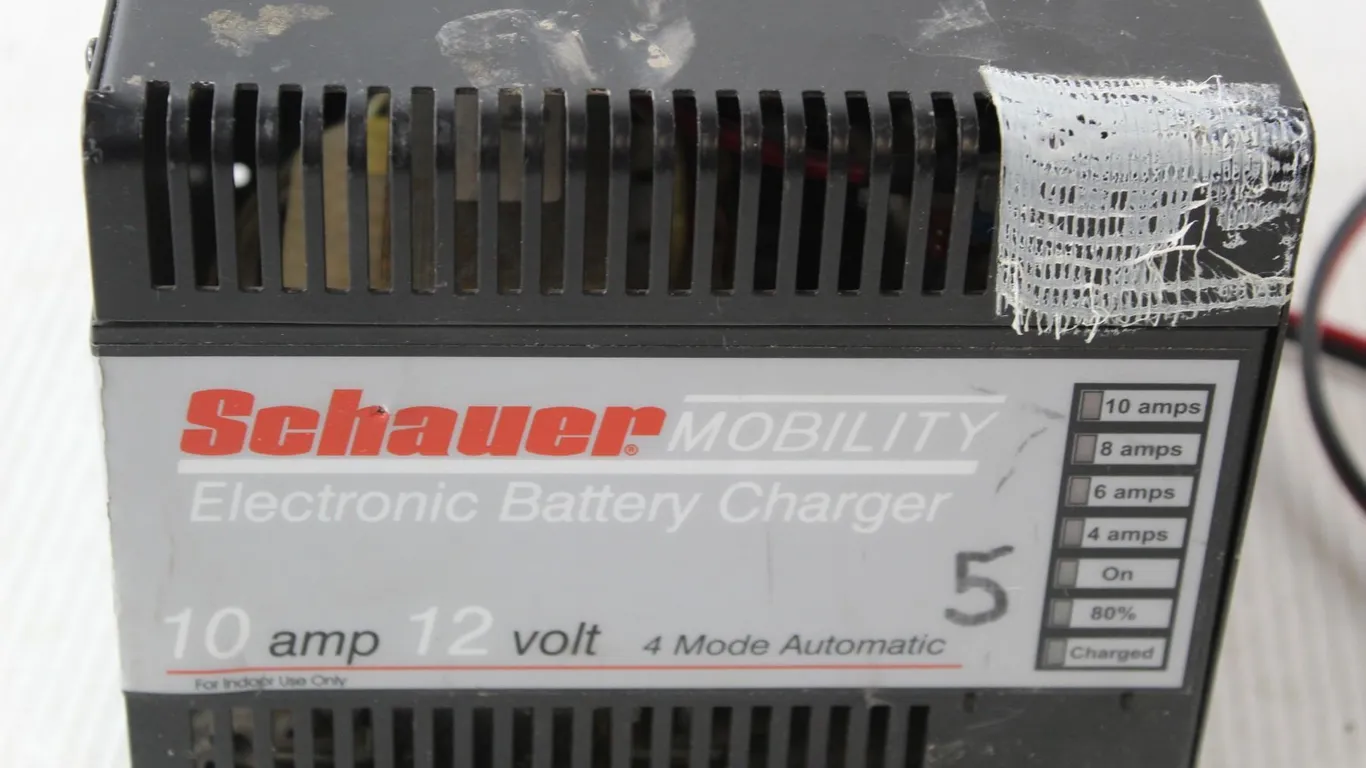 Schauer® MOBILITY
Electronic Battery Charger
5
10 amp 12 volt 4 Mode Automatic
For Indoor Use Only
10 amps
8 amps
6 amps
4 amps
On
80%
Charged